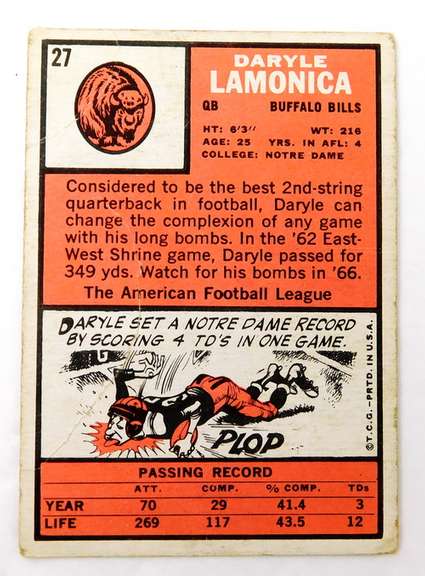 27
DARYLE
LAMONICA
QB BUFFALO BILLS
HT: 6'3" WT: 216
AGE: 25 YRS. IN AFL: 4
COLLEGE: NOTRE DAME
Considered to be the best 2nd-string
quarterback in football, Daryle can
change the complexion of any game
with his long bombs. In the '62 East-
West Shrine game, Daryle passed for
349 yds. Watch for his bombs in '66.
The American Football League
DARYLE SET A NOTRE DAME RECORD
BY SCORING 4 TD'S IN ONE GAME.
PLOP
©T.C.G.–PRTD. IN U.S.A.
PASSING RECORD
ATT. COMP. % COMP. TDs
YEAR 70 29 41.4 3
LIFE 269 117 43.5 12